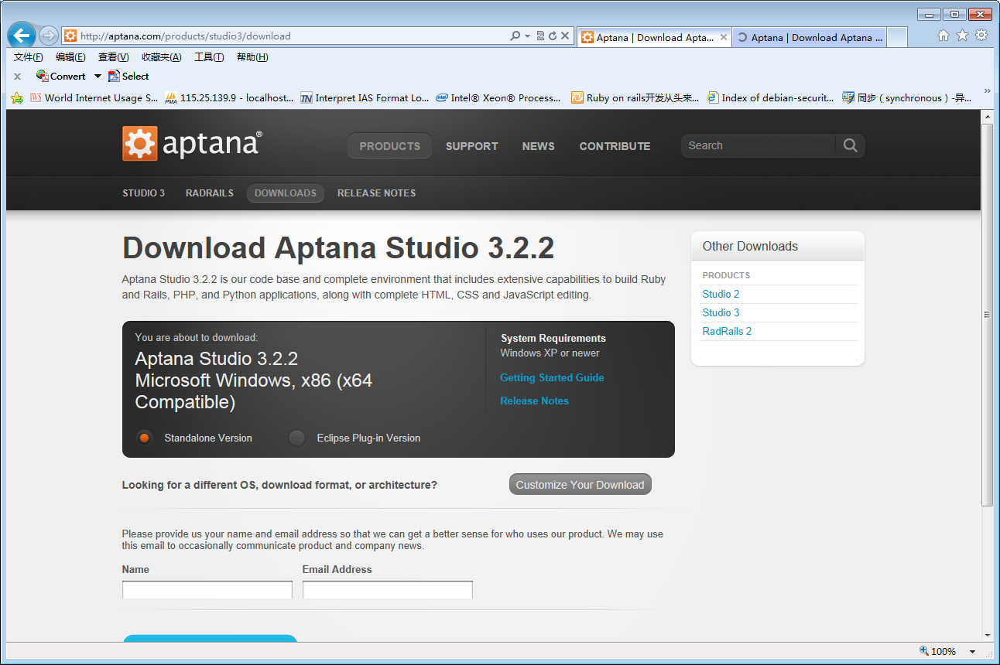 http://aptana.com/products/studio3/download
Aptana | Download Apta...
Aptana | Download Aptana ...
文件(F) 编辑(E) 查看(V) 收藏夹(A) 工具(T) 帮助(H)
x Convert Select
World Internet Usage S... 115.25.139.9 - localhost... Interpret IAS Format Lo... Intel® Xeon® Process... Ruby on rails开发从头来... Index of debian-securit... 同步（synchronous）-异...
aptana®
PRODUCTS SUPPORT NEWS CONTRIBUTE
Search
STUDIO 3 RADRAILS DOWNLOADS RELEASE NOTES
Download Aptana Studio 3.2.2
Aptana Studio 3.2.2 is our code base and complete environment that includes extensive capabilities to build Ruby
and Rails, PHP, and Python applications, along with complete HTML, CSS and JavaScript editing.
You are about to download:
Aptana Studio 3.2.2
Microsoft Windows, x86 (x64
Compatible)
Standalone Version Eclipse Plug-in Version
System Requirements
Windows XP or newer
Getting Started Guide
Release Notes
Other Downloads
PRODUCTS
Studio 2
Studio 3
RadRails 2
Looking for a different OS, download format, or architecture?
Customize Your Download
Please provide us your name and email address so that we can get a better sense for who uses our product. We may use
this email to occasionally communicate product and company news.
Name Email Address
100%